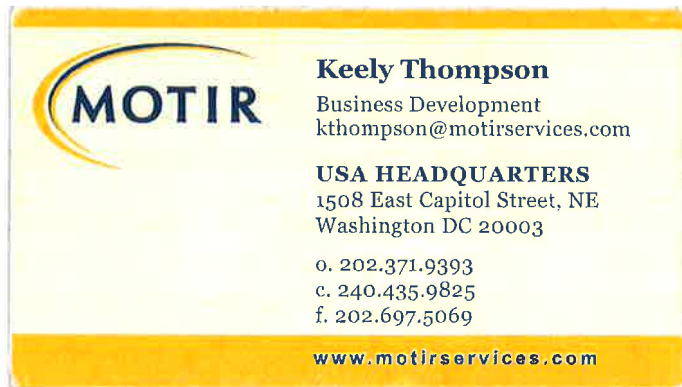 MOTIR
Keely Thompson
Business Development
kthompson@motirservices.com
USA HEADQUARTERS
1508 East Capitol Street, NE
Washington DC 20003
o. 202.371.9393
c. 240.435.9825
f. 202.697.5069
www.motirservices.com